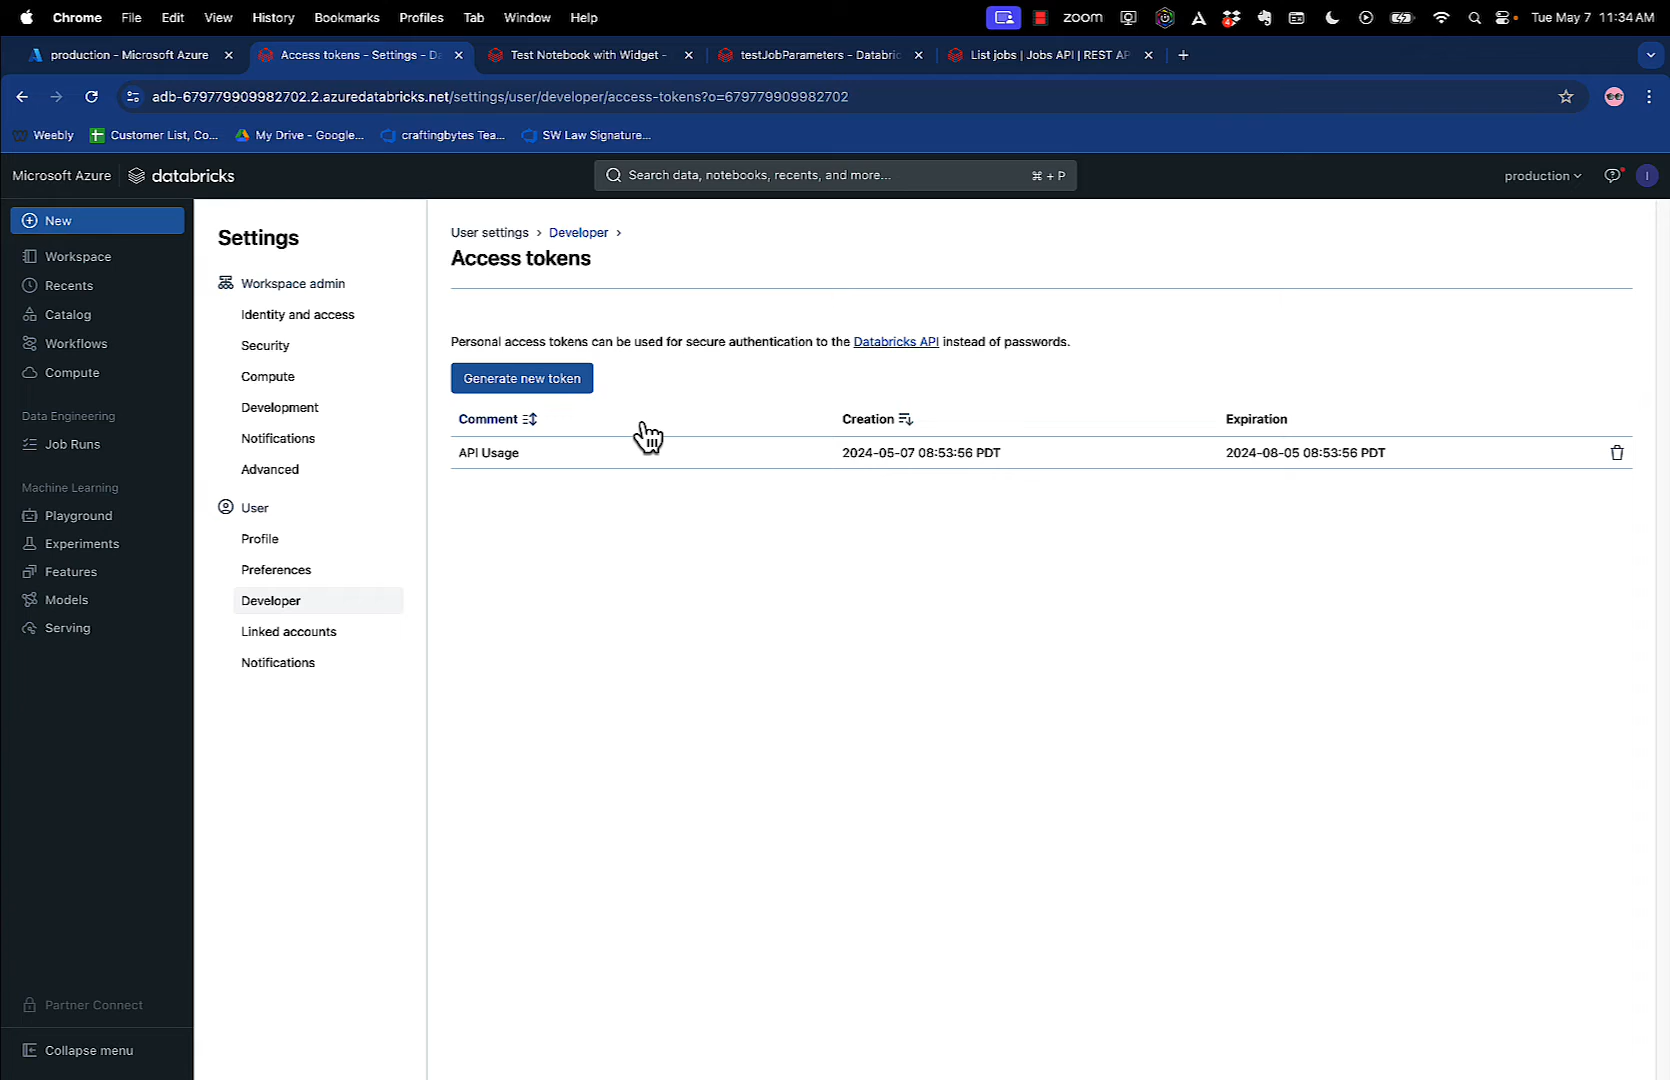 Chrome File Edit View History Bookmarks Profiles Tab Window Help zoom 4 Tue May 7 11:34 AM
production - Microsoft Azure Access tokens - Settings - Da Test Notebook with Widget - testJobParameters - Databric List jobs | Jobs API | REST AP
adb-679779909982702.2.azuredatabricks.net/settings/user/developer/access-tokens?o=679779909982702
Weebly Customer List, Co... My Drive - Google... craftingbytes Tea... SW Law Signature...
Microsoft Azure databricks Search data, notebooks, recents, and more... ⌘ + P production I
New
Workspace
Recents
Catalog
Workflows
Compute
Data Engineering
Job Runs
Machine Learning
Playground
Experiments
Features
Models
Serving
Partner Connect
Collapse menu
Settings
Workspace admin
Identity and access
Security
Compute
Development
Notifications
Advanced
User
Profile
Preferences
Developer
Linked accounts
Notifications
User settings › Developer ›
Access tokens
Personal access tokens can be used for secure authentication to the Databricks API instead of passwords.
Generate new token
Comment Creation Expiration
API Usage 2024-05-07 08:53:56 PDT 2024-08-05 08:53:56 PDT